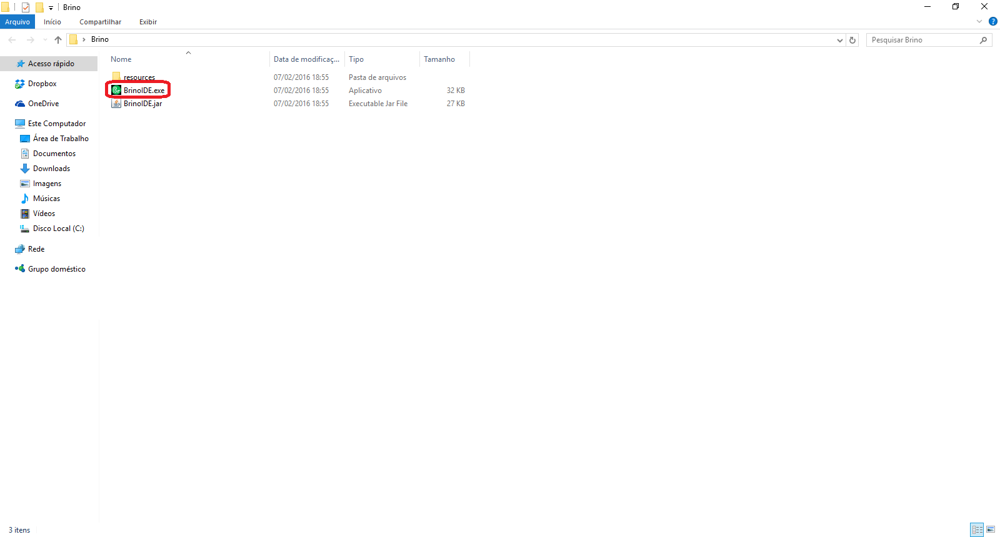 Brino
Arquivo Início Compartilhar Exibir
Brino Pesquisar Brino
Nome Data de modificaç... Tipo Tamanho
resources 07/02/2016 18:55 Pasta de arquivos
BrinoIDE.exe 07/02/2016 18:55 Aplicativo 32 KB
BrinoIDE.jar 07/02/2016 18:55 Executable Jar File 27 KB
Acesso rápido
Dropbox
OneDrive
Este Computador
Área de Trabalho
Documentos
Downloads
Imagens
Músicas
Vídeos
Disco Local (C:)
Rede
Grupo doméstico
3 itens